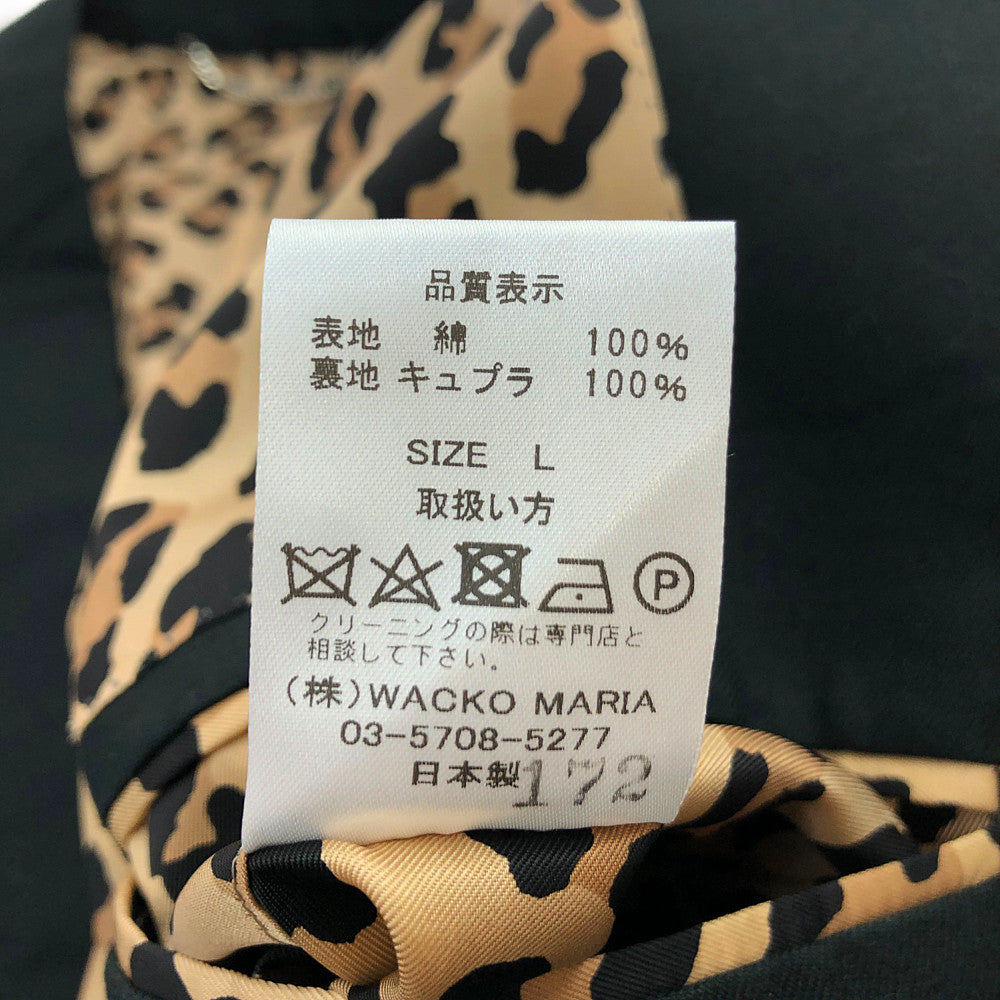 品質表示
表地 綿 100%
裏地 キュプラ 100%
SIZE L
取扱い方
P
クリーニングの際は専門店と
相談して下さい。
(株)WACKO MARIA
03-5708-5277
日本製172